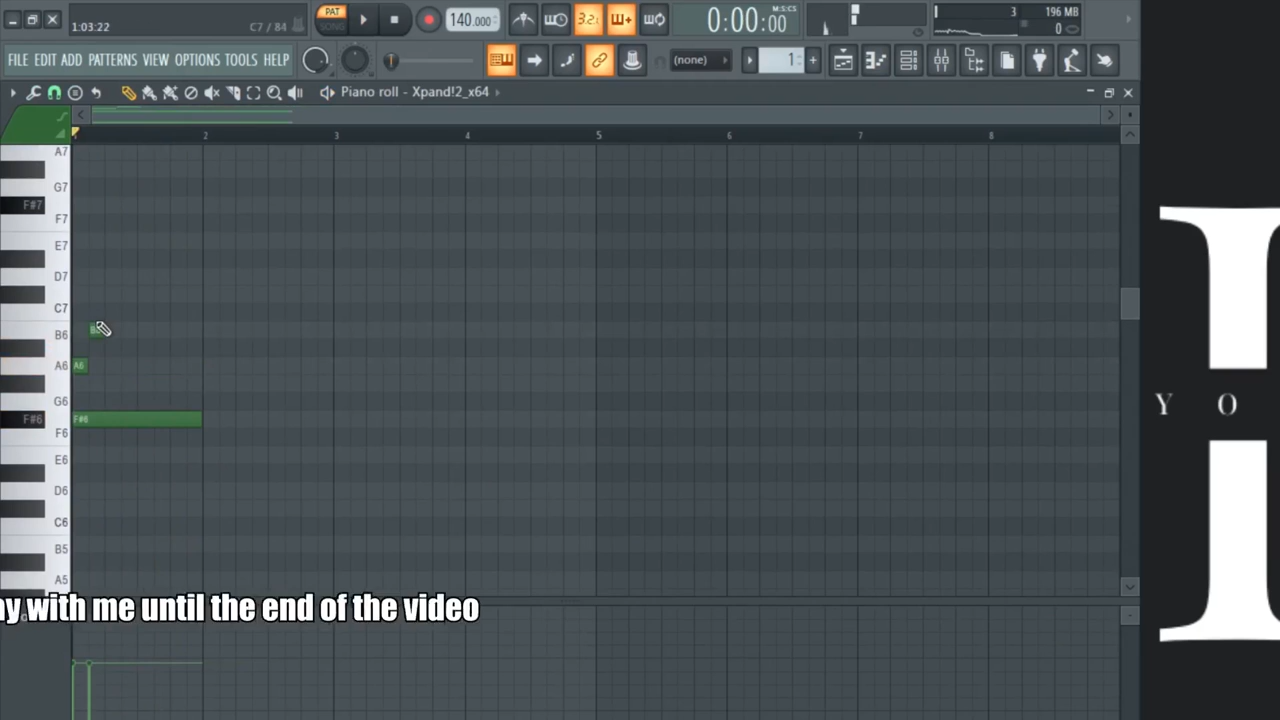 1:03:22
C7 / 84
PAT
SONG
140.000
3.2.
0:00:00
M:S:CS
3
196 MB
0
FILE EDIT ADD PATTERNS VIEW OPTIONS TOOLS HELP
(none)
1
Piano roll - Xpand!2_x64
2
3
4
5
6
7
8
A7
G7
F#7
F7
E7
D7
C7
B6
A6
A6
G6
F#6
F#6
F6
E6
D6
C6
B5
A5
ay with me until the end of the video
Y O